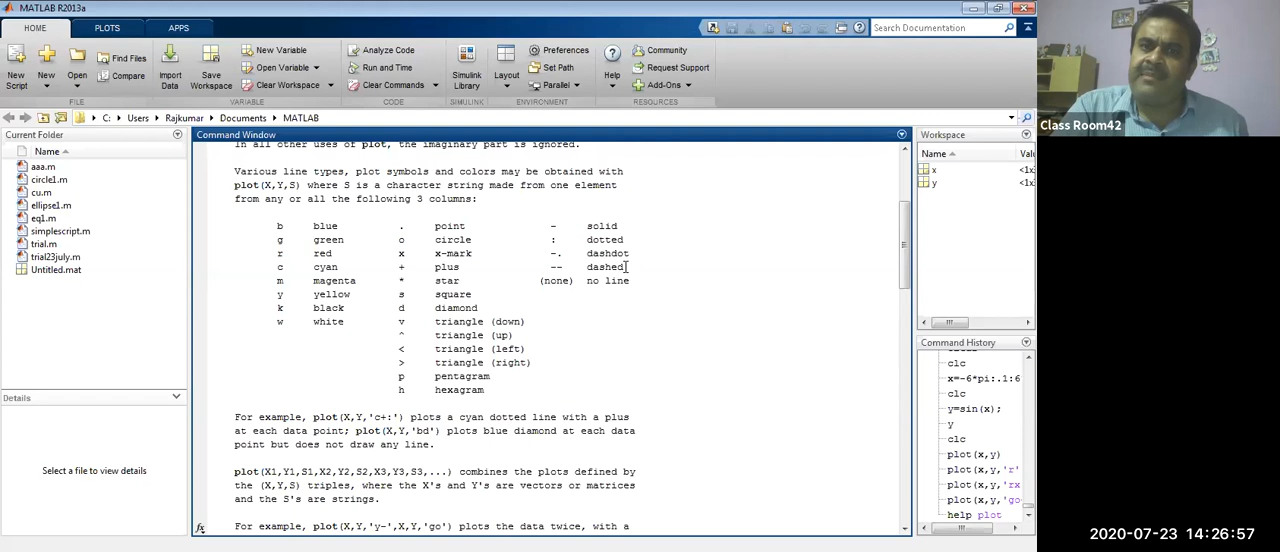 MATLAB R2013a
HOME PLOTS APPS
Search Documentation
New Script
New
Open
Find Files
Compare
Import Data
Save Workspace
New Variable
Open Variable
Clear Workspace
Analyze Code
Run and Time
Clear Commands
Simulink Library
Layout
Preferences
Set Path
Parallel
Help
Community
Request Support
Add-Ons
FILE VARIABLE CODE SIMULINK ENVIRONMENT RESOURCES
C: Users Rajkumar Documents MATLAB
Class Room42
Current Folder
Name
aaa.m
circle1.m
cu.m
ellipse1.m
eq1.m
simplescript.m
trial.m
trial23july.m
Untitled.mat
Details
Select a file to view details
Command Window
In all other uses of plot, the imaginary part is ignored.
Various line types, plot symbols and colors may be obtained with
plot(X,Y,S) where S is a character string made from one element
from any or all the following 3 columns:
b blue . point - solid
g green o circle : dotted
r red x x-mark -. dashdot
c cyan + plus -- dashed
m magenta * star (none) no line
y yellow s square
k black d diamond
w white v triangle (down)
^ triangle (up)
< triangle (left)
> triangle (right)
p pentagram
h hexagram
For example, plot(X,Y,'c+:') plots a cyan dotted line with a plus
at each data point; plot(X,Y,'bd') plots blue diamond at each data
point but does not draw any line.
plot(X1,Y1,S1,X2,Y2,S2,X3,Y3,S3,...) combines the plots defined by
the (X,Y,S) triples, where the X's and Y's are vectors or matrices
and the S's are strings.
For example, plot(X,Y,'y-',X,Y,'go') plots the data twice, with a
fx
Workspace
Name Valu
x <1x
y <1x
Command History
clc
x=-6*pi:.1:6
clc
y=sin(x);
y
clc
plot(x,y)
plot(x,y,'r'
plot(x,y,'rx
plot(x,y,'go
help plot
2020-07-23 14:26:57